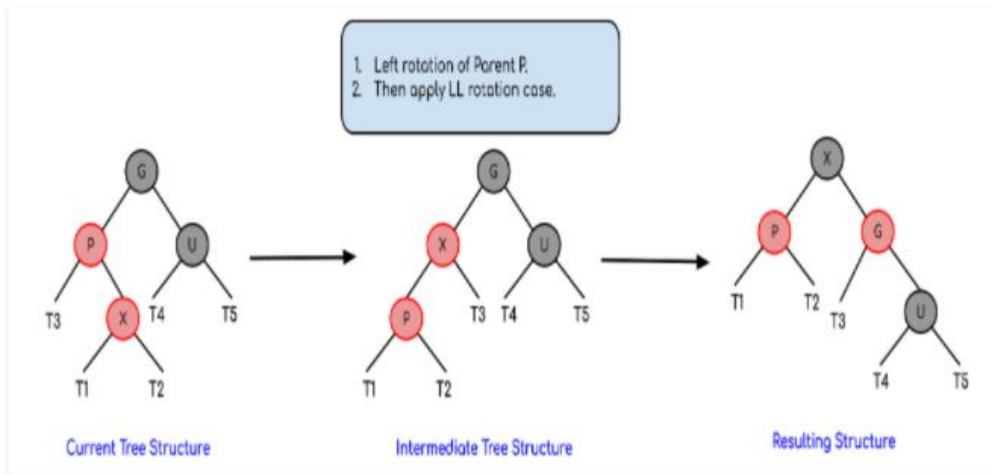 1. Left rotation of Parent P.
2. Then apply LL rotation case.
G
P
U
T3
X
T4
T5
T1
T2
Current Tree Structure
G
X
U
P
T3
T4
T5
T1
T2
Intermediate Tree Structure
X
P
G
T1
T2
T3
U
T4
T5
Resulting Structure